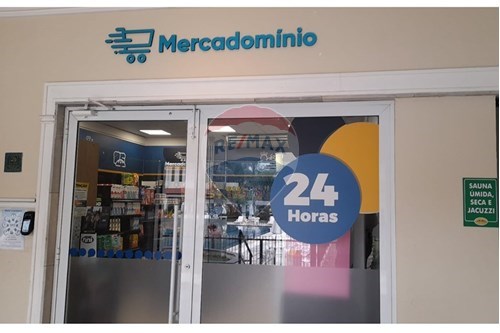 Mercadomínio
RE/MAX
24
Horas
SAUNA
UMIDA,
SECA E
JACUZZI